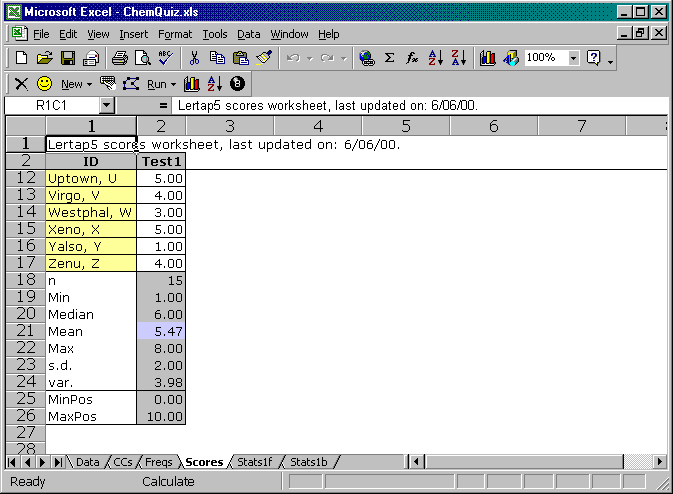 Microsoft Excel - ChemQuiz.xls
File Edit View Insert Format Tools Data Window Help
ABC Σ fx A Z Z A 100% ?
New Run A Z
R1C1 = Lertap5 scores worksheet, last updated on: 6/06/00.
1 2 3 4 5 6 7
1 Lertap5 scores worksheet, last updated on: 6/06/00.
2 ID Test1
12 Uptown, U 5.00
13 Virgo, V 4.00
14 Westphal, W 3.00
15 Xeno, X 5.00
16 Yalso, Y 1.00
17 Zenu, Z 4.00
18 n 15
19 Min 1.00
20 Median 6.00
21 Mean 5.47
22 Max 8.00
23 s.d. 2.00
24 var. 3.98
25 MinPos 0.00
26 MaxPos 10.00
27
28
Data CCs Freqs Scores Stats1f Stats1b
Ready Calculate